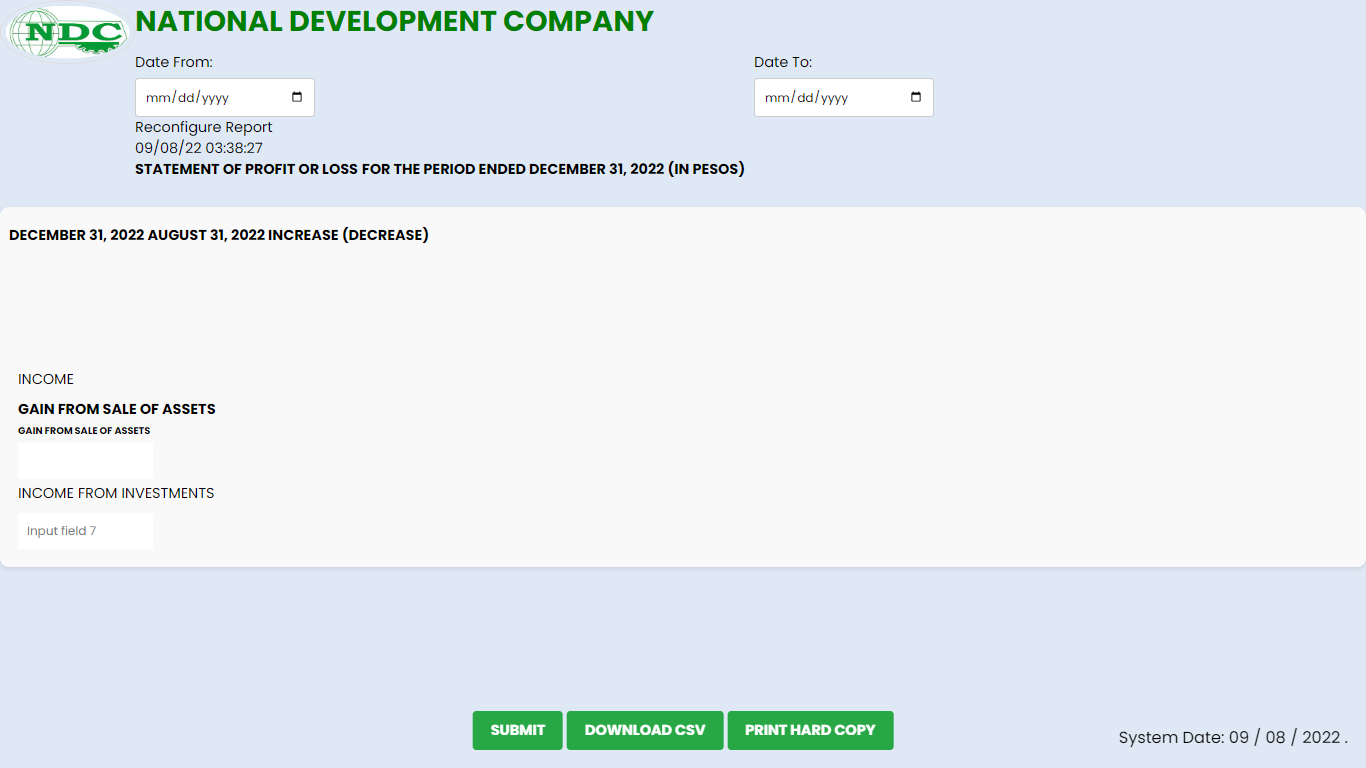 NDC
NATIONAL DEVELOPMENT COMPANY
Date From:
Date To:
mm/dd/yyyy
mm/dd/yyyy
Reconfigure Report
09/08/22 03:38:27
STATEMENT OF PROFIT OR LOSS FOR THE PERIOD ENDED DECEMBER 31, 2022 (IN PESOS)
DECEMBER 31, 2022 AUGUST 31, 2022 INCREASE (DECREASE)
INCOME
GAIN FROM SALE OF ASSETS
GAIN FROM SALE OF ASSETS
INCOME FROM INVESTMENTS
Input field 7
SUBMIT
DOWNLOAD CSV
PRINT HARD COPY
System Date: 09 / 08 / 2022 .